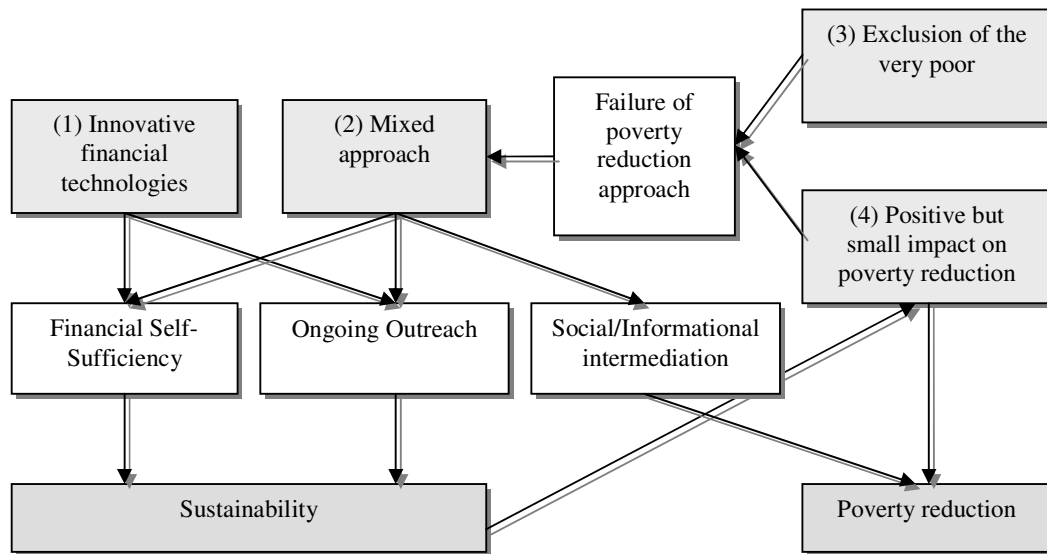 (1) Innovative
financial
technologies
(2) Mixed
approach
Failure of
poverty
reduction
approach
(3) Exclusion of the
very poor
(4) Positive but
small impact on
poverty reduction
Financial Self-
Sufficiency
Ongoing Outreach
Social/Informational
intermediation
Sustainability
Poverty reduction